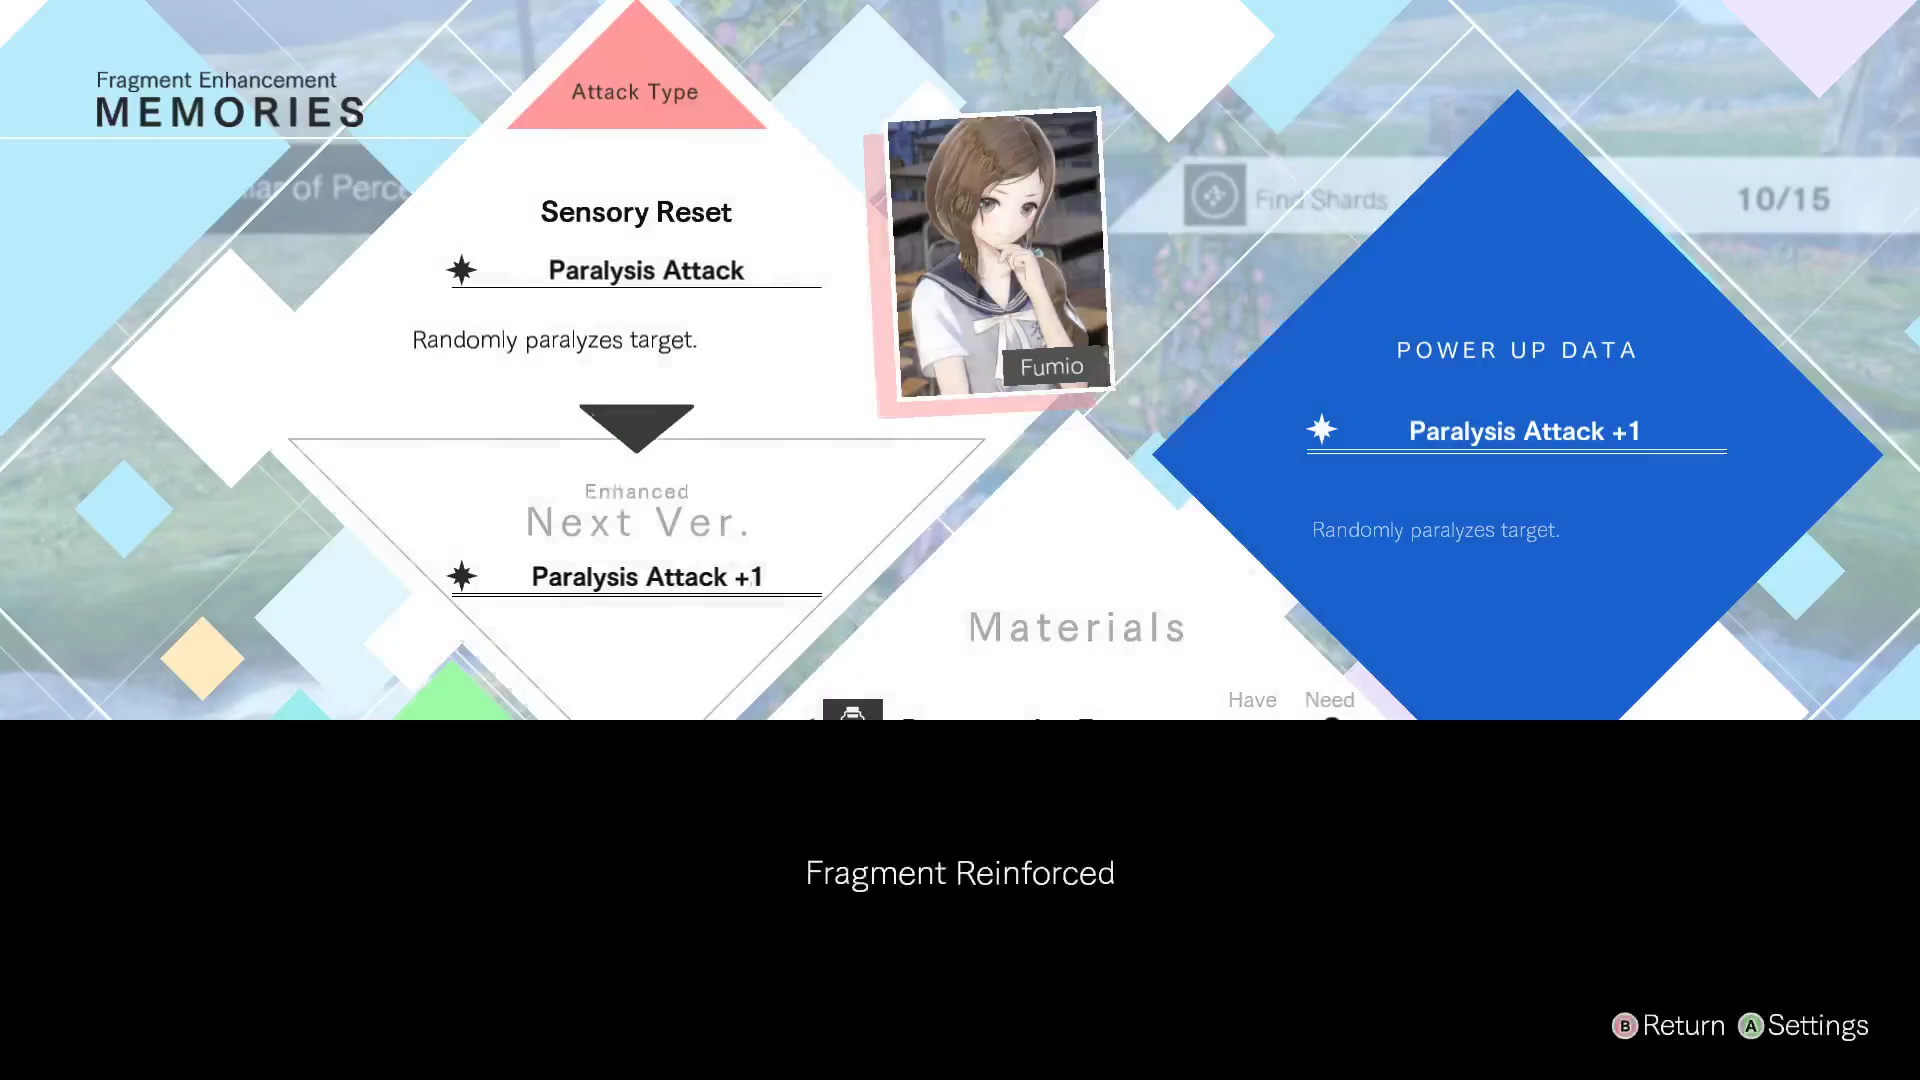 Fragment Enhancement
MEMORIES
Attack Type
Find Shards
10/15
Sensory Reset
Paralysis Attack
Randomly paralyzes target.
Fumio
POWER UP DATA
Paralysis Attack +1
Randomly paralyzes target.
Enhanced
Next Ver.
Paralysis Attack +1
Materials
Have Need
Fragment Reinforced
B Return A Settings